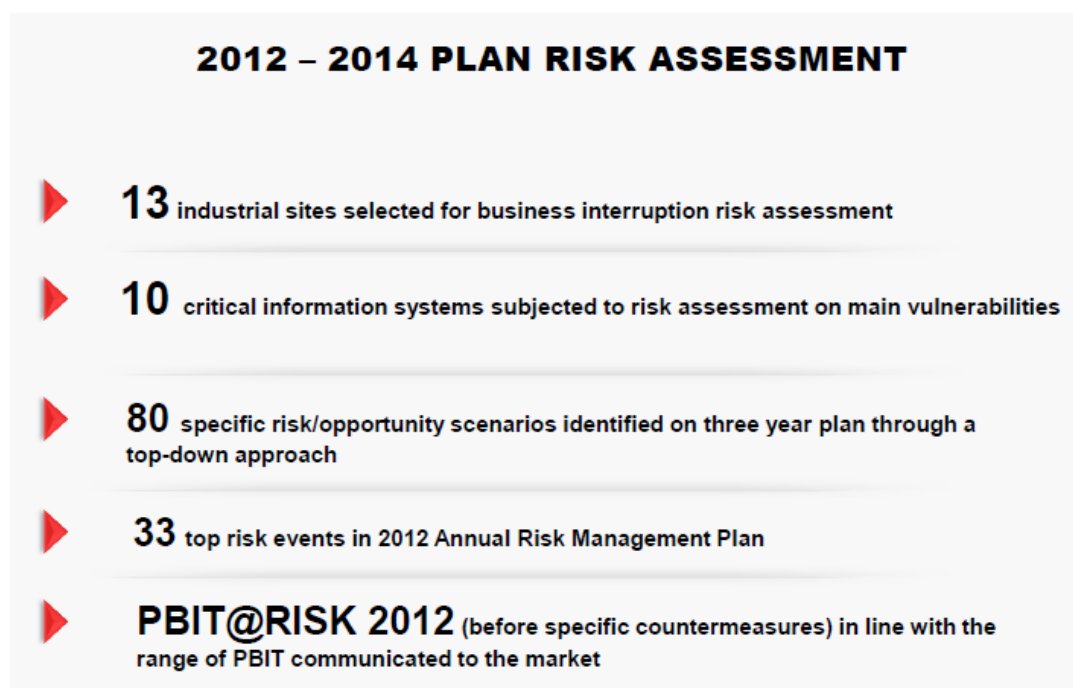 2012 – 2014 PLAN RISK ASSESSMENT
13 industrial sites selected for business interruption risk assessment
10 critical information systems subjected to risk assessment on main vulnerabilities
80 specific risk/opportunity scenarios identified on three year plan through a
top-down approach
33 top risk events in 2012 Annual Risk Management Plan
PBIT@RISK 2012 (before specific countermeasures) in line with the
range of PBIT communicated to the market